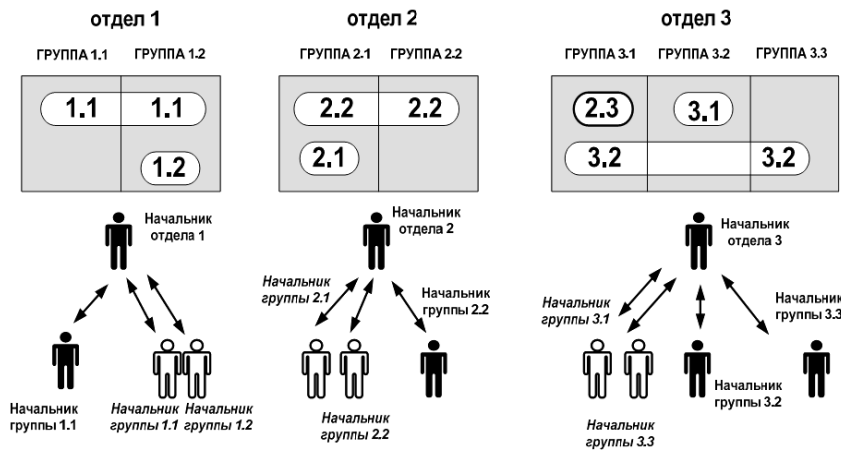 отдел 1
отдел 2
отдел 3
ГРУППА 1.1
ГРУППА 1.2
ГРУППА 2.1
ГРУППА 2.2
ГРУППА 3.1
ГРУППА 3.2
ГРУППА 3.3
1.1
1.1
2.2
2.2
2.3
3.1
1.2
2.1
3.2
3.2
Начальник
отдела 1
Начальник
отдела 2
Начальник
отдела 3
Начальник
группы 2.1
Начальник
группы 2.2
Начальник
группы 3.1
Начальник
группы 3.3
Начальник
группы 1.1
Начальник
группы 1.1
Начальник
группы 1.2
Начальник
группы 2.2
Начальник
группы 3.3
Начальник
группы 3.2